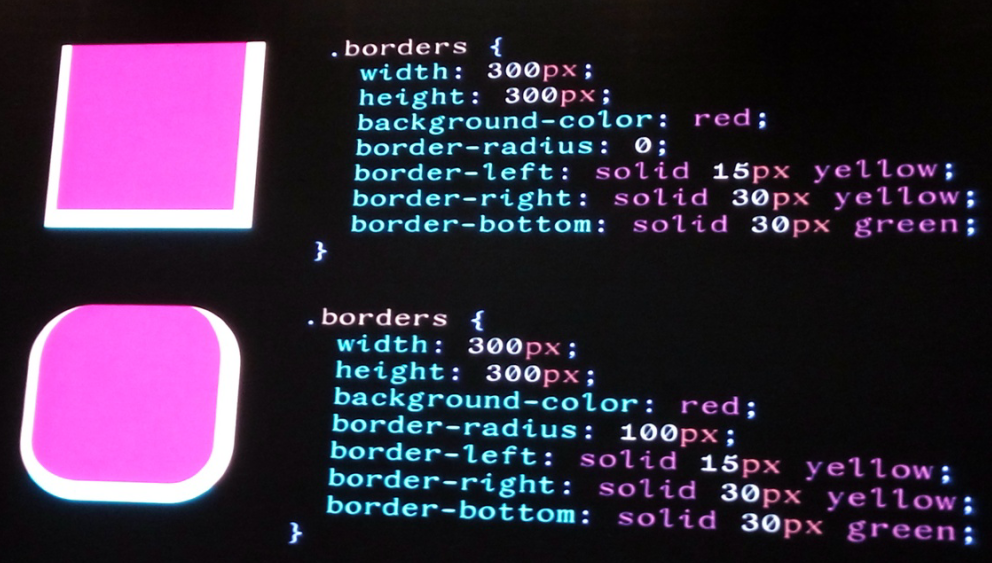 .borders {
width: 300px;
height: 300px;
background-color: red;
border-radius: 0;
border-left: solid 15px yellow;
border-right: solid 30px yellow;
border-bottom: solid 30px green;
}
.borders {
width: 300px;
height: 300px;
background-color: red;
border-radius: 100px;
border-left: solid 15px yellow;
border-right: solid 30px yellow;
border-bottom: solid 30px green;
}